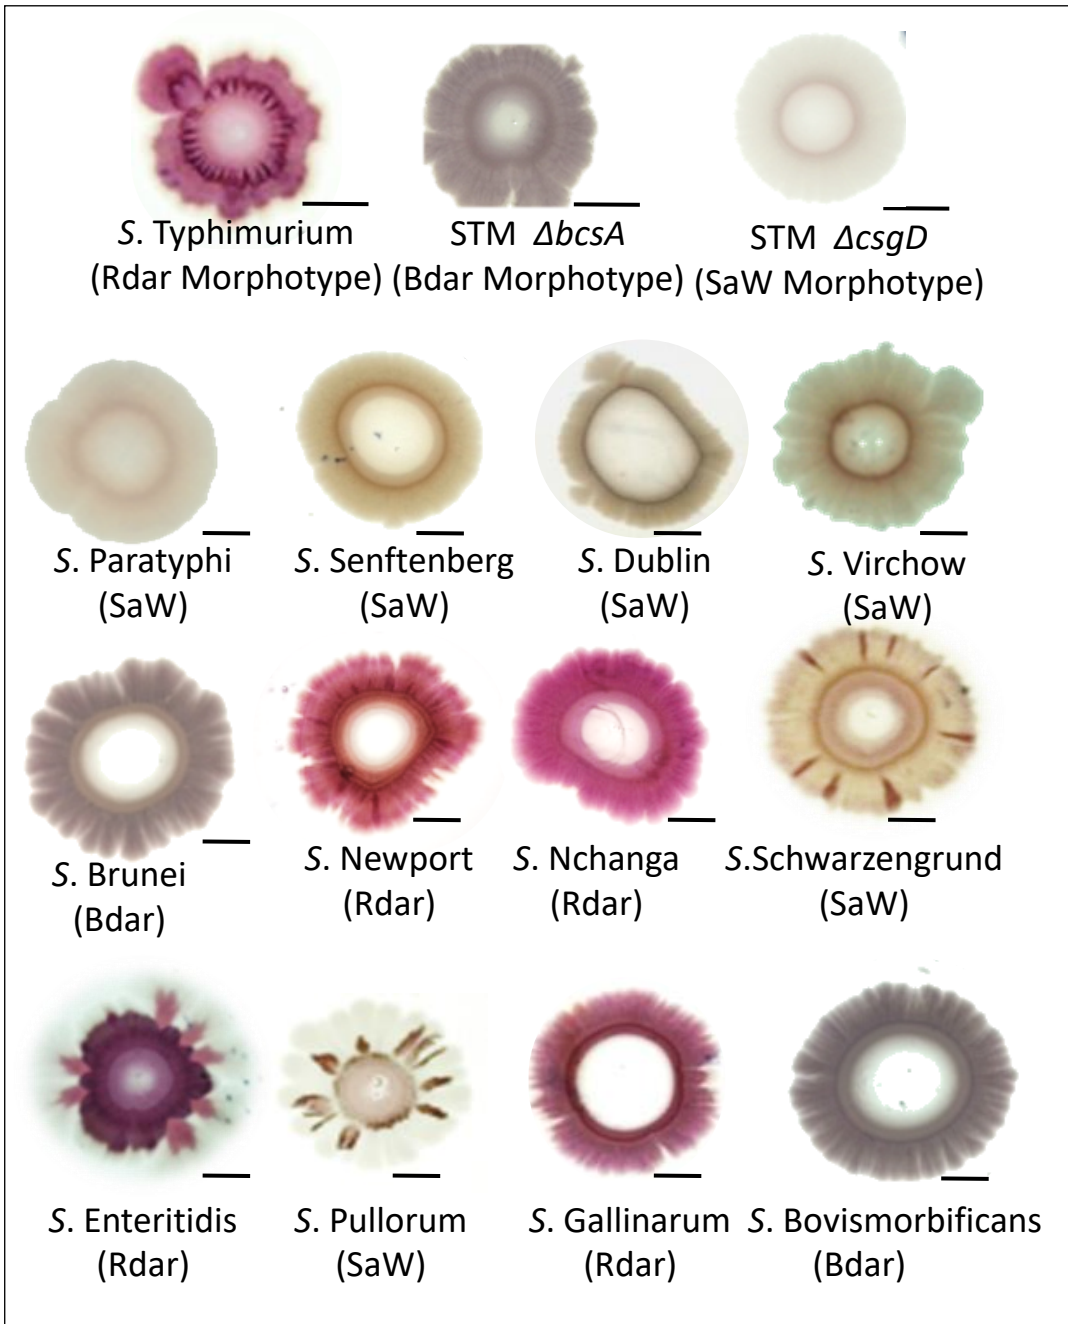 S. Typhimurium
(Rdar Morphotype)
STM ΔbcsA
(Bdar Morphotype)
STM ΔcsgD
(SaW Morphotype)
S. Paratyphi
(SaW)
S. Senftenberg
(SaW)
S. Dublin
(SaW)
S. Virchow
(SaW)
S. Brunei
(Bdar)
S. Newport
(Rdar)
S. Nchanga
(Rdar)
S.Schwarzengrund
(SaW)
S. Enteritidis
(Rdar)
S. Pullorum
(SaW)
S. Gallinarum
(Rdar)
S. Bovismorbificans
(Bdar)